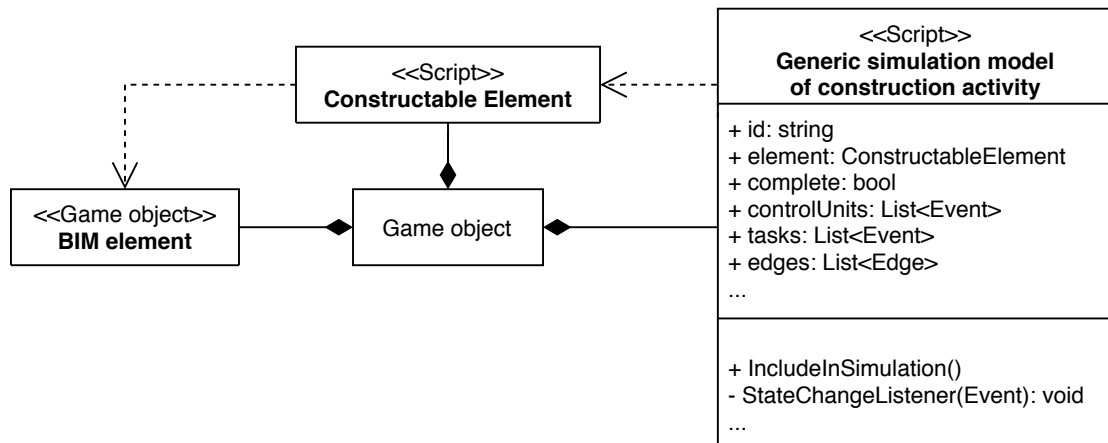 <<Script>>
Constructable Element
<<Game object>>
BIM element
Game object
<<Script>>
Generic simulation model
of construction activity
+ id: string
+ element: ConstructableElement
+ complete: bool
+ controlUnits: List<Event>
+ tasks: List<Event>
+ edges: List<Edge>
...
+ IncludeInSimulation()
- StateChangeListener(Event): void
...